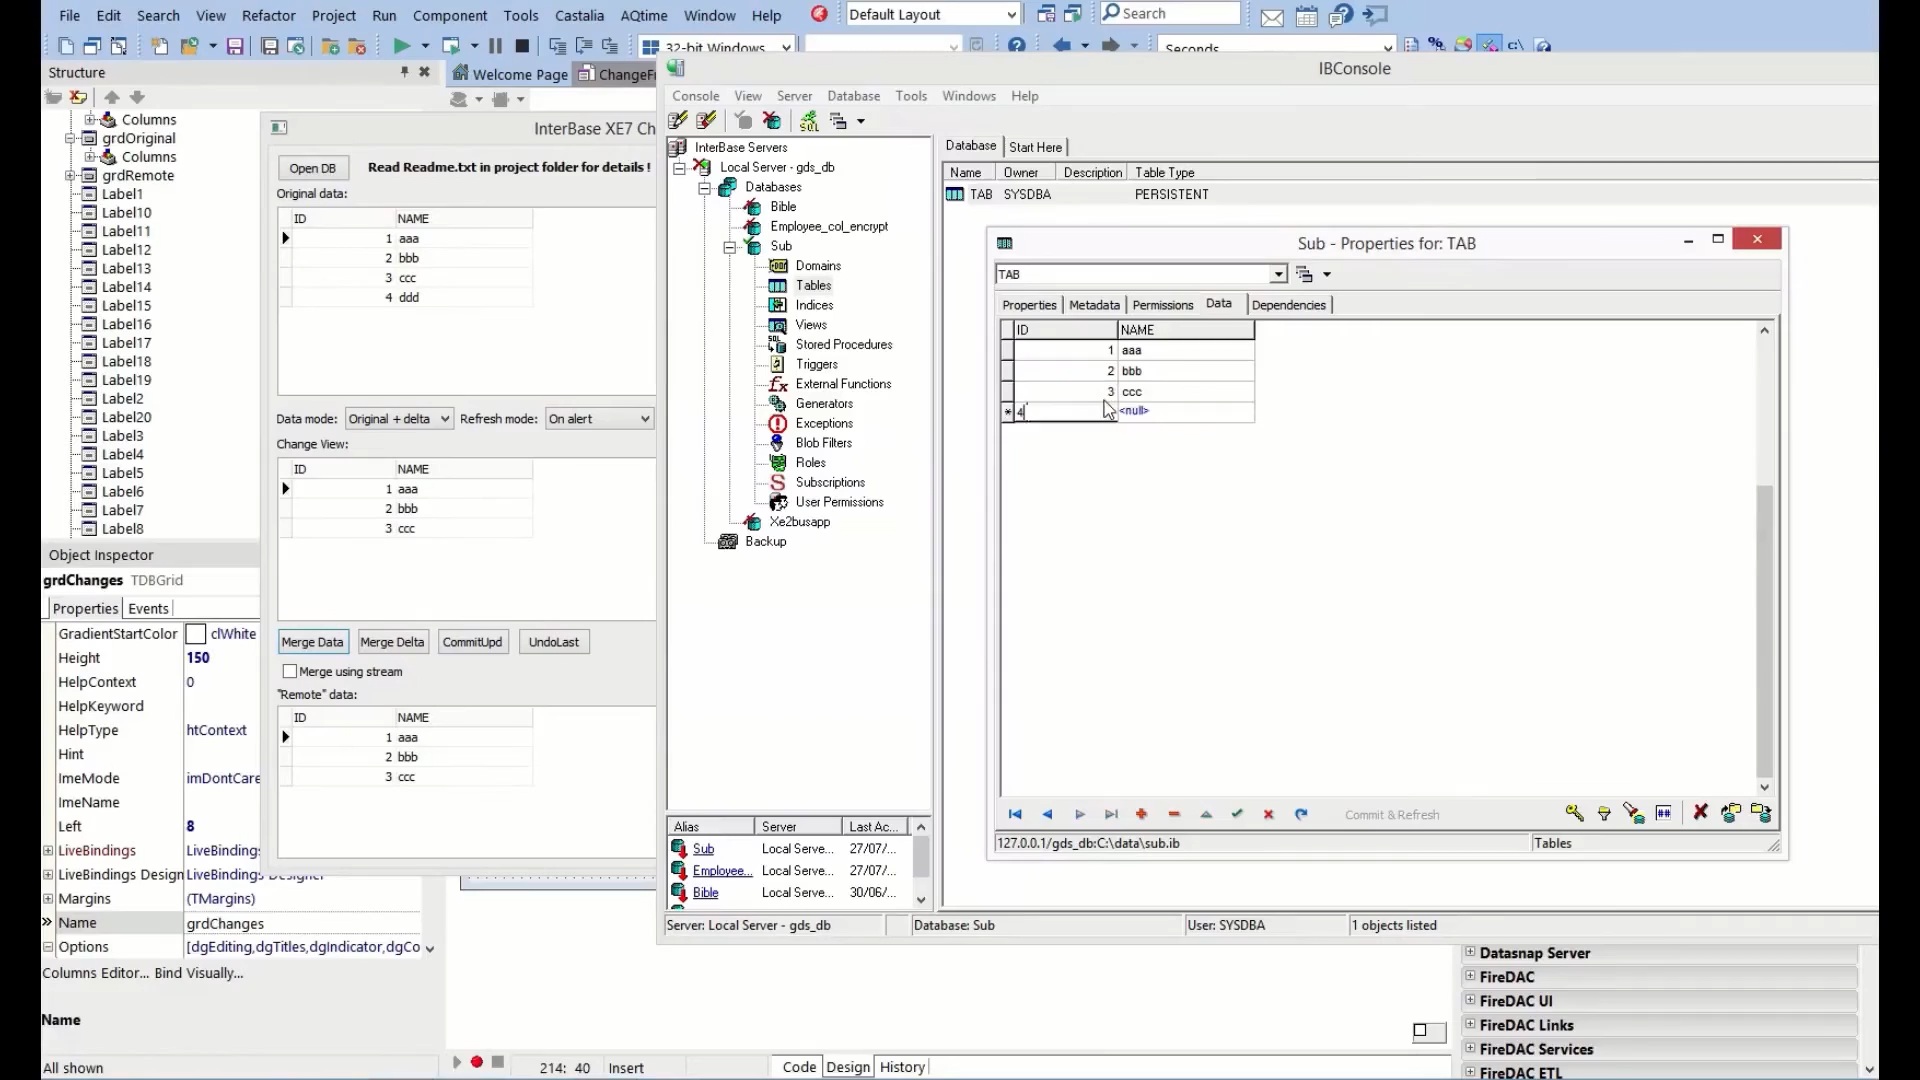 File Edit Search View Refactor Project Run Component Tools Castalia AQtime Window Help Default Layout Search
32-bit Windows Seconds
Structure
Welcome Page ChangeFr
Columns
grdOriginal
Columns
grdRemote
Label1
Label10
Label11
Label12
Label13
Label14
Label15
Label16
Label17
Label18
Label19
Label2
Label20
Label3
Label4
Label5
Label6
Label7
Label8
Object Inspector
grdChanges TDBGrid
Properties Events
GradientStartColor clWhite
Height 150
HelpContext 0
HelpKeyword
HelpType htContext
Hint
ImeMode imDontCare
ImeName
Left 8
LiveBindings LiveBindings
LiveBindings Design LiveBindings Designer
Margins (TMargins)
Name grdChanges
Options [dgEditing,dgTitles,dgIndicator,dgCo
Columns Editor... Bind Visually...
Name
All shown
InterBase XE7 Ch
Open DB Read Readme.txt in project folder for details !
Original data:
ID NAME
1 aaa
2 bbb
3 ccc
4 ddd
Data mode: Original + delta Refresh mode: On alert
Change View:
ID NAME
1 aaa
2 bbb
3 ccc
Merge Data Merge Delta CommitUpd UndoLast
Merge using stream
"Remote" data:
ID NAME
1 aaa
2 bbb
3 ccc
IBConsole
Console View Server Database Tools Windows Help
SQL
InterBase Servers
Local Server - gds_db
Databases
Bible
Employee_col_encrypt
Sub
Domains
Tables
Indices
Views
Stored Procedures
Triggers
External Functions
Generators
Exceptions
Blob Filters
Roles
Subscriptions
User Permissions
Xe2busapp
Backup
Alias Server Last Ac...
Sub Local Serve... 27/07/...
Employee... Local Serve... 27/07/...
Bible Local Serve... 30/06/...
Database Start Here
Name Owner Description Table Type
TAB SYSDBA PERSISTENT
Sub - Properties for: TAB
TAB
Properties Metadata Permissions Data Dependencies
ID NAME
1 aaa
2 bbb
3 ccc
* 4 <null>
Commit & Refresh
127.0.0.1/gds_db:C:\data\sub.ib Tables
Server: Local Server - gds_db Database: Sub User: SYSDBA 1 objects listed
Datasnap Server
FireDAC
FireDAC UI
FireDAC Links
FireDAC Services
FireDAC ETL
214: 40 Insert Code Design History